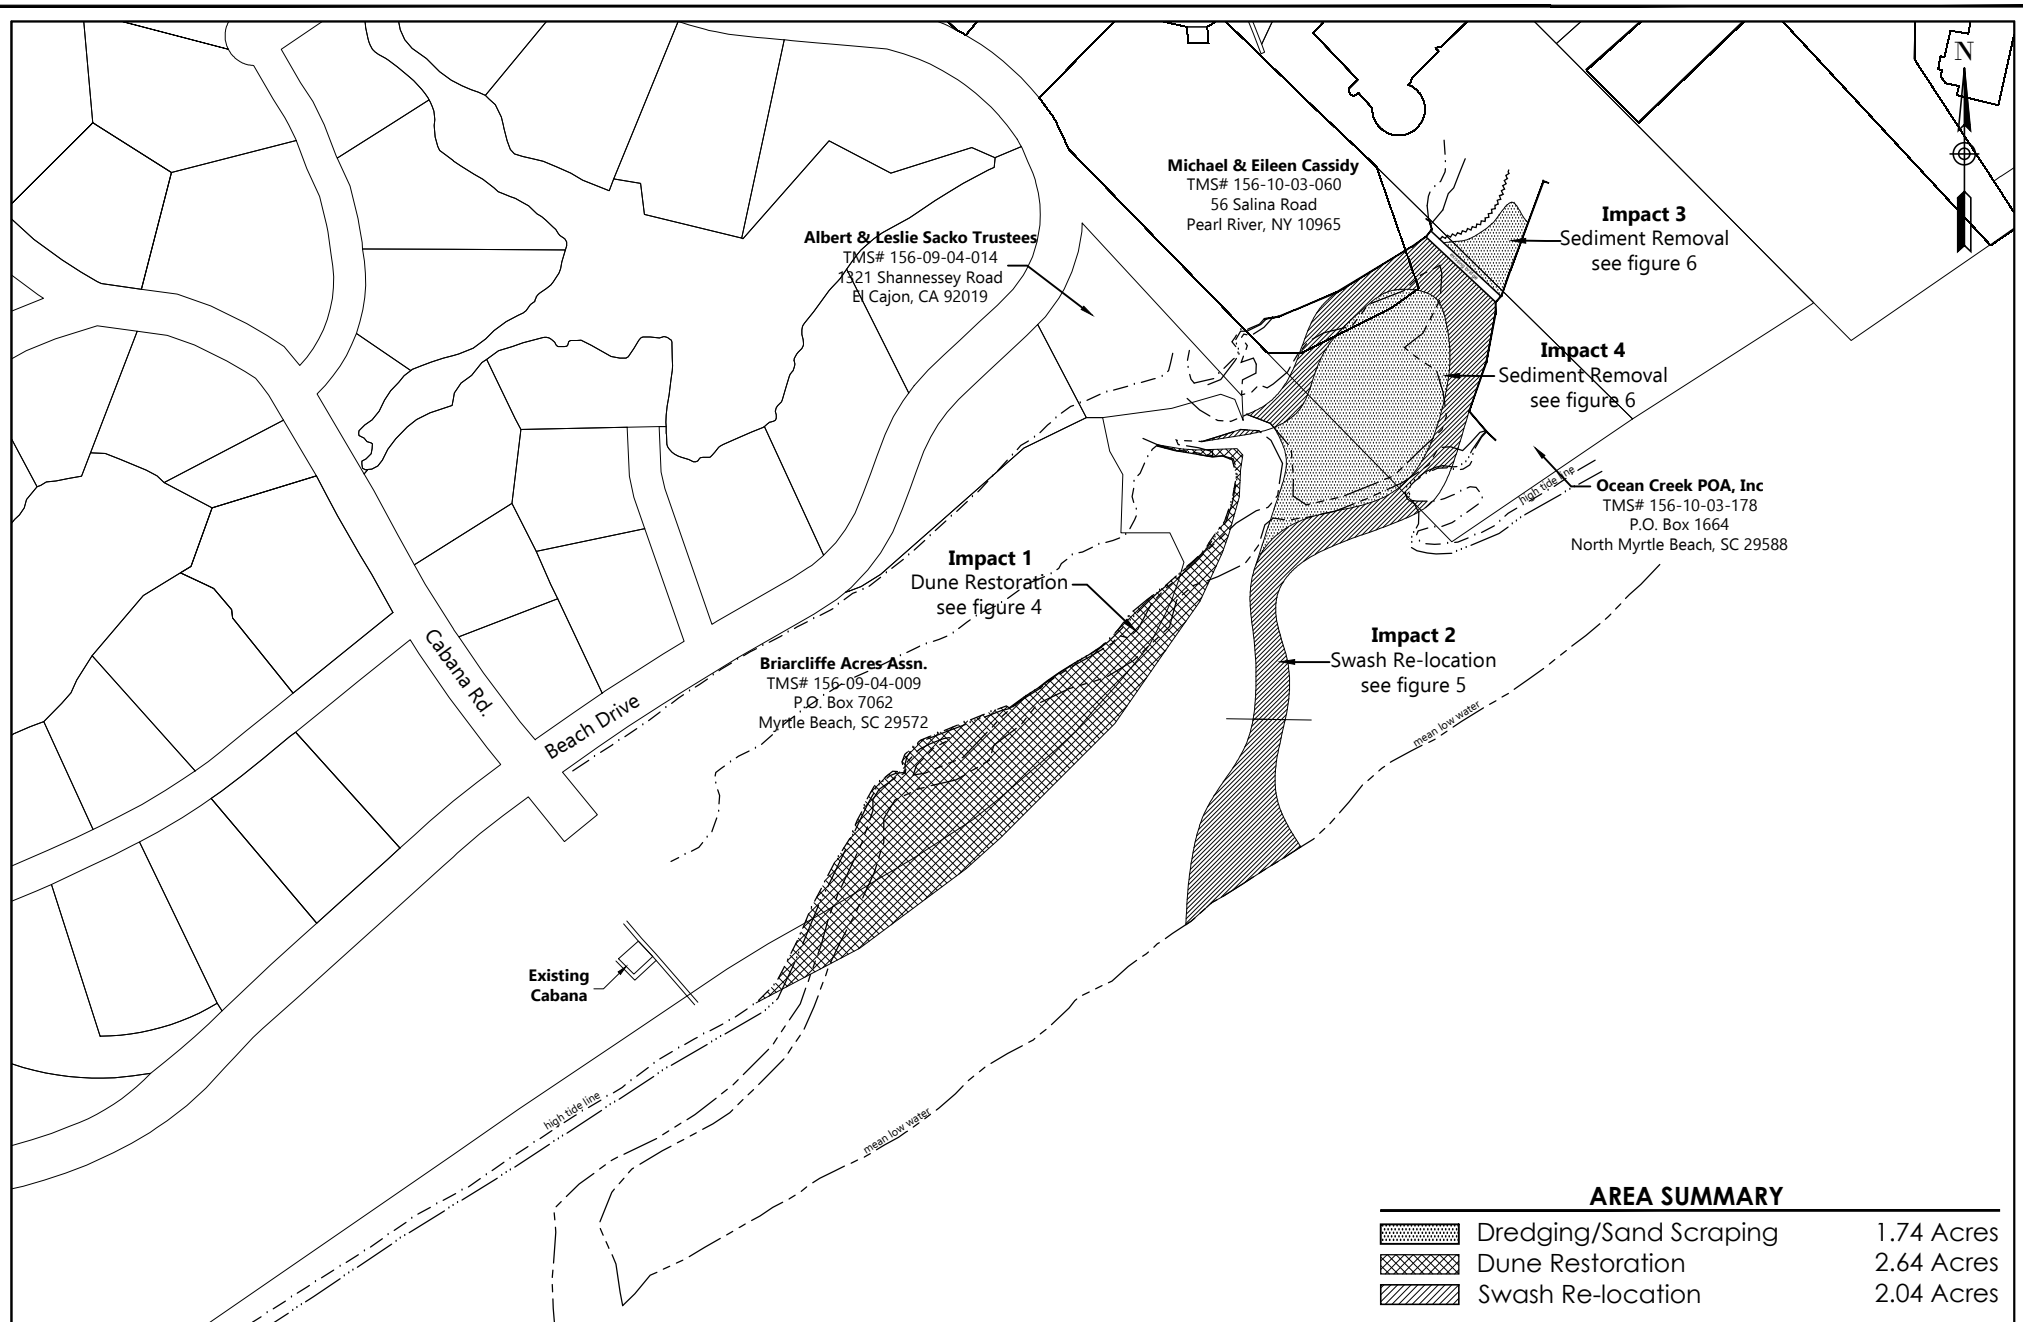 N
Michael & Eileen Cassidy
TMS# 156-10-03-060
56 Salina Road
Pearl River, NY 10965
Impact 3
Sediment Removal
see figure 6
Albert & Leslie Sacko Trustees
TMS# 156-09-04-014
1321 Shannessey Road
El Cajon, CA 92019
Impact 4
Sediment Removal
see figure 6
high tide line
Ocean Creek POA, Inc
TMS# 156-10-03-178
P.O. Box 1664
North Myrtle Beach, SC 29588
Impact 1
Dune Restoration
see figure 4
Impact 2
Swash Re-location
see figure 5
Cabana Rd.
Beach Drive
Briarcliffe Acres Assn.
TMS# 156-09-04-009
P.O. Box 7062
Myrtle Beach, SC 29572
mean low water
Existing
Cabana
high tide line
mean low water
AREA SUMMARY
Dredging/Sand Scraping 1.74 Acres
Dune Restoration 2.64 Acres
Swash Re-location 2.04 Acres